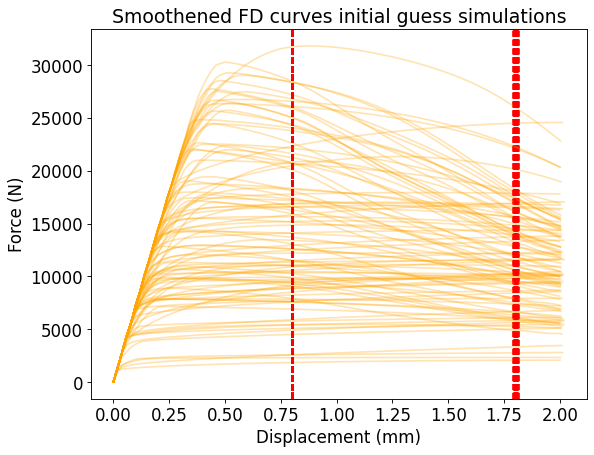 Smoothened FD curves initial guess simulations
Force (N)
30000
25000
20000
15000
10000
5000
0
0.00 0.25 0.50 0.75 1.00 1.25 1.50 1.75 2.00
Displacement (mm)